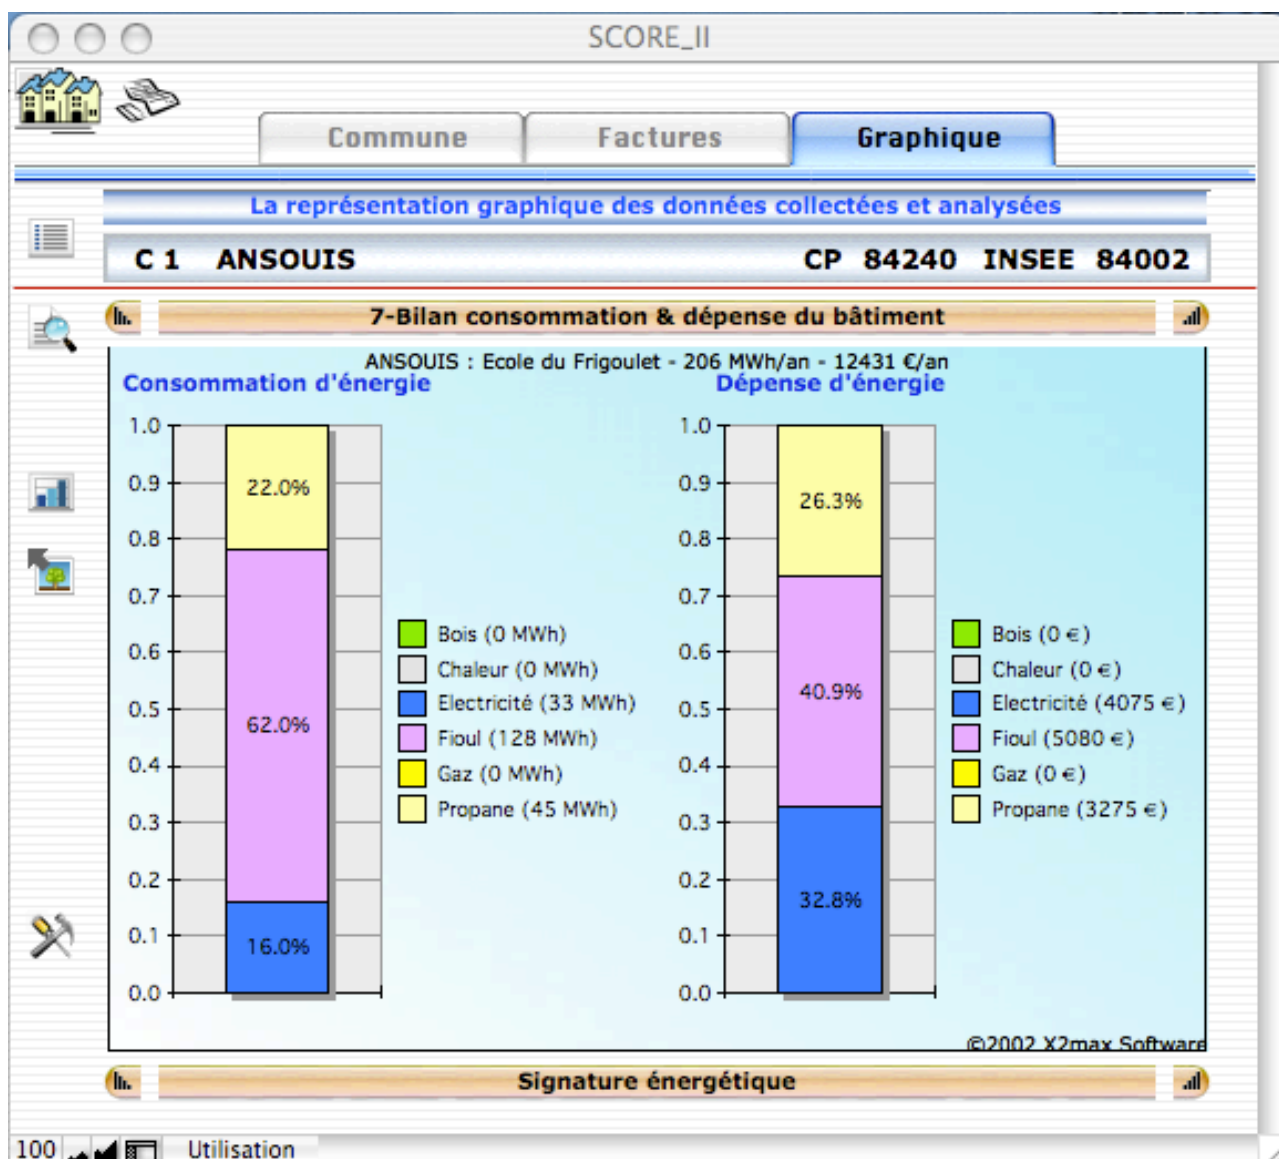 SCORE_II
Commune Factures Graphique
La représentation graphique des données collectées et analysées
C 1 ANSOUIS CP 84240 INSEE 84002
7-Bilan consommation & dépense du bâtiment
ANSOUIS : Ecole du Frigoulet - 206 MWh/an - 12431 €/an
Consommation d'énergie
1.0
0.9
0.8
0.7
0.6
0.5
0.4
0.3
0.2
0.1
0.0
22.0%
62.0%
16.0%
Bois (0 MWh)
Chaleur (0 MWh)
Electricité (33 MWh)
Fioul (128 MWh)
Gaz (0 MWh)
Propane (45 MWh)
Dépense d'énergie
1.0
0.9
0.8
0.7
0.6
0.5
0.4
0.3
0.2
0.1
0.0
26.3%
40.9%
32.8%
Bois (0 €)
Chaleur (0 €)
Electricité (4075 €)
Fioul (5080 €)
Gaz (0 €)
Propane (3275 €)
©2002 X2max Software
Signature énergétique
100 Utilisation